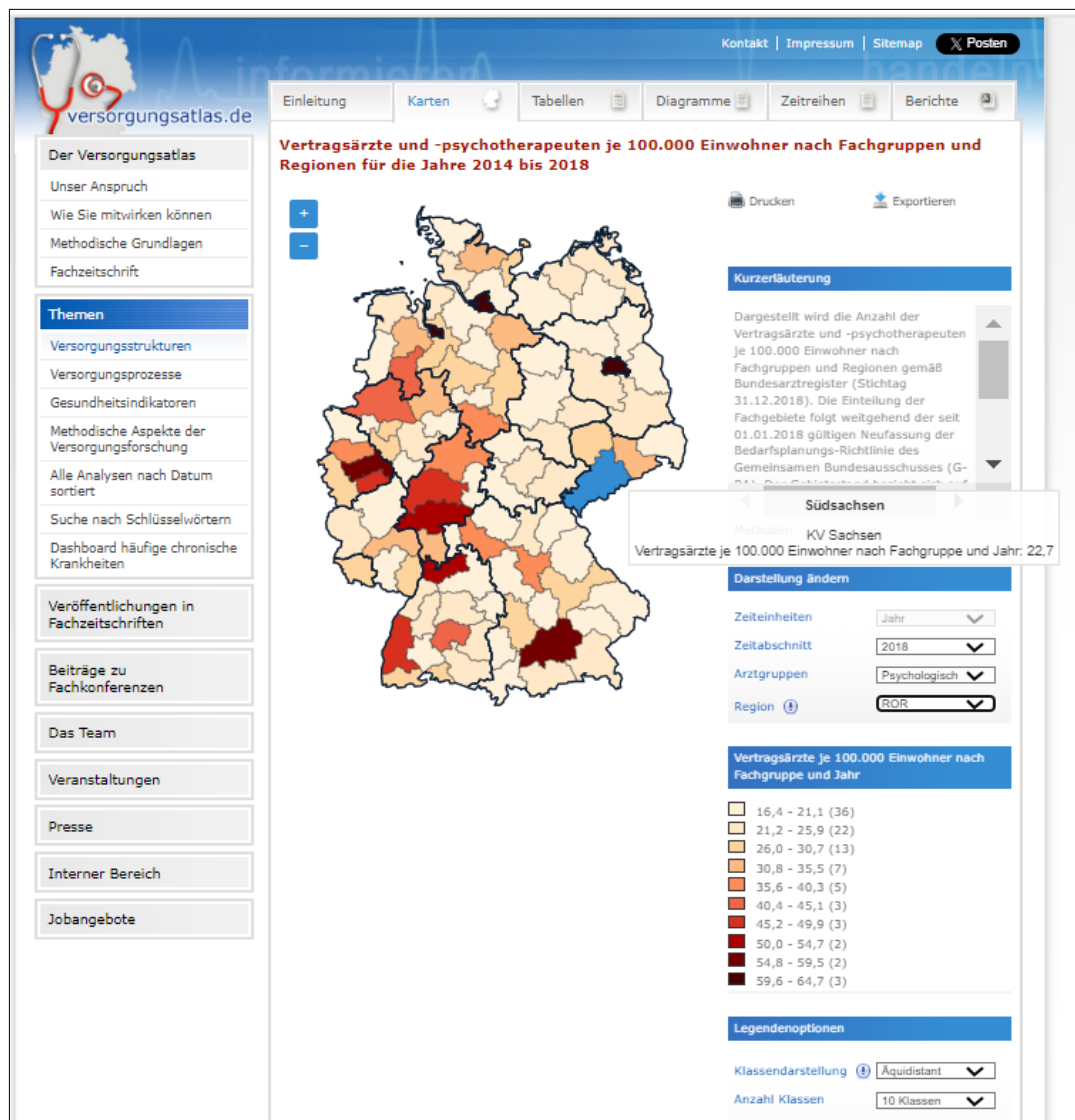 Kontakt | Impressum | Sitemap
Posten
informieren
handeln
versorgungsatlas.de
Einleitung
Karten
Tabellen
Diagramme
Zeitreihen
Berichte
Der Versorgungsatlas
Unser Anspruch
Wie Sie mitwirken können
Methodische Grundlagen
Fachzeitschrift
Themen
Versorgungsstrukturen
Versorgungsprozesse
Gesundheitsindikatoren
Methodische Aspekte der
Versorgungsforschung
Alle Analysen nach Datum
sortiert
Suche nach Schlüsselwörtern
Dashboard häufige chronische
Krankheiten
Veröffentlichungen in
Fachzeitschriften
Beiträge zu
Fachkonferenzen
Das Team
Veranstaltungen
Presse
Interner Bereich
Jobangebote
Vertragsärzte und -psychotherapeuten je 100.000 Einwohner nach Fachgruppen und
Regionen für die Jahre 2014 bis 2018
+
−
Drucken
Exportieren
Kurzerläuterung
Dargestellt wird die Anzahl der
Vertragsärzte und -psychotherapeuten
je 100.000 Einwohner nach
Fachgruppen und Regionen gemäß
Bundesarztregister (Stichtag
31.12.2018). Die Einteilung der
Fachgebiete folgt weitgehend der seit
01.01.2018 gültigen Neufassung der
Bedarfsplanungs-Richtlinie des
Gemeinsamen Bundesausschusses (G-
Südsachsen
Methoden
KV Sachsen
Vertragsärzte je 100.000 Einwohner nach Fachgruppe und Jahr: 22,7
Darstellung ändern
Zeiteinheiten
Jahr
Zeitabschnitt
2018
Arztgruppen
Psychologisch
Region
ROR
Vertragsärzte je 100.000 Einwohner nach
Fachgruppe und Jahr
16,4 - 21,1 (36)
21,2 - 25,9 (22)
26,0 - 30,7 (13)
30,8 - 35,5 (7)
35,6 - 40,3 (5)
40,4 - 45,1 (3)
45,2 - 49,9 (3)
50,0 - 54,7 (2)
54,8 - 59,5 (2)
59,6 - 64,7 (3)
Legendenoptionen
Klassendarstellung
Äquidistant
Anzahl Klassen
10 Klassen